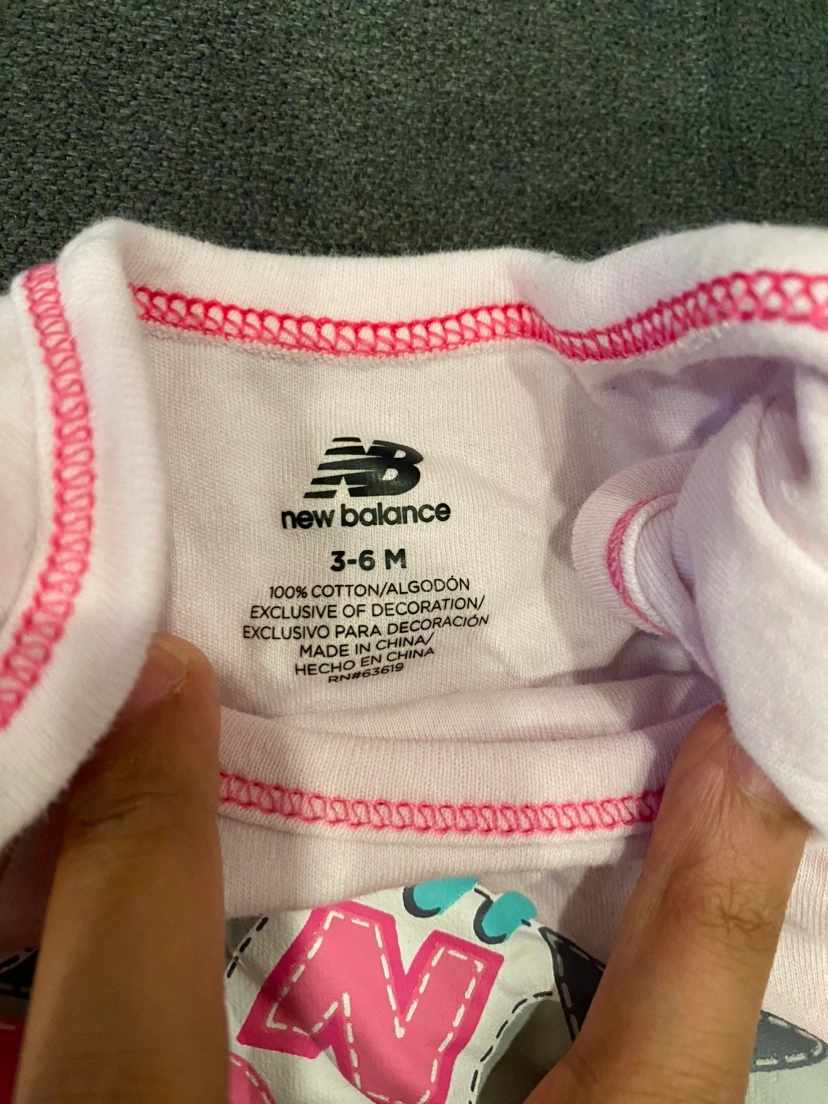 NB
new balance
3-6 M
100% COTTON/ALGODÓN
EXCLUSIVE OF DECORATION/
EXCLUSIVO PARA DECORACIÓN
MADE IN CHINA/
HECHO EN CHINA
RN#63619
N